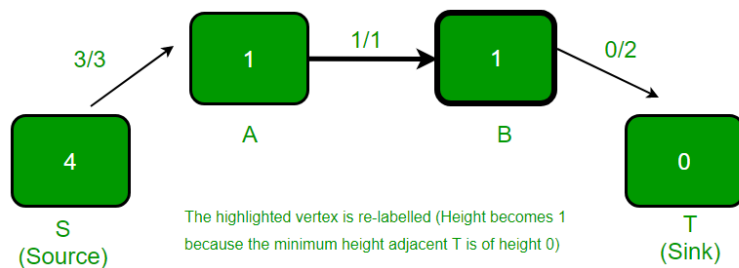 3/3
1
1/1
1
0/2
A
B
4
0
S
(Source)
The highlighted vertex is re-labelled (Height becomes 1
because the minimum height adjacent T is of height 0)
T
(Sink)